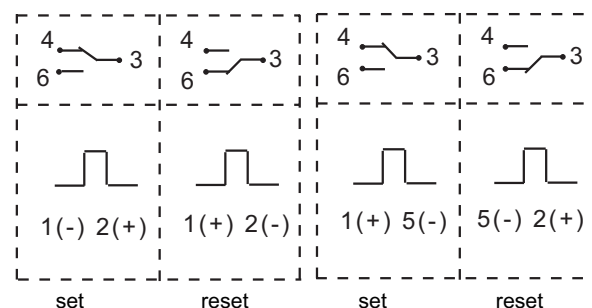 4 3 4 3 4 3 4 3
6 6 6 6
1(-) 2(+) 1(+) 2(-) 1(+) 5(-) 5(-) 2(+)
set reset set reset